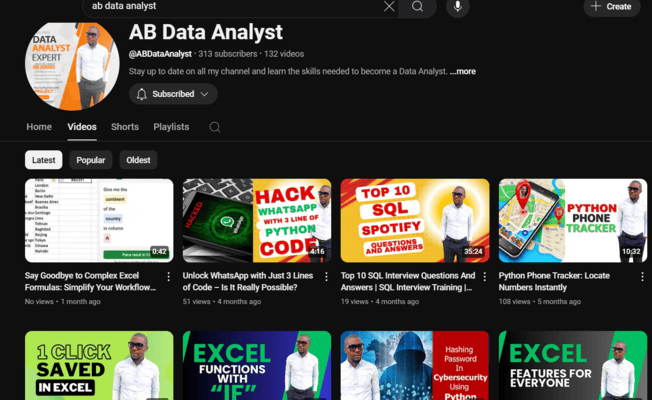 ab data analyst
Create
DATA
ANALYST
EXPERT
AB Data Analyst
@ABDataAnalyst · 313 subscribers · 132 videos
Stay up to date on all my channel and learn the skills needed to become a Data Analyst. ...more
Subscribed
Home Videos Shorts Playlists
Latest Popular Oldest
Paris
London
Berlin
New Delhi
Buenos Aires
Brasilia
Santiago
Tehran
Beijing
Cairo
Give me the
continent
of the
country
in column
A
0:42
HACKED
HACK
WHATSAPP
WITH 3 LINE OF
PYTHON
CODE
4:16
TOP 10
SQL
SPOTIFY
QUESTIONS
AND ANSWERS
35:24
PYTHON
PHONE
TRACKER
10:32
Say Goodbye to Complex Excel
Formulas: Simplify Your Workflow...
No views · 1 month ago
Unlock WhatsApp with Just 3 Lines
of Code – Is It Really Possible?
51 views · 4 months ago
Top 10 SQL Interview Questions And
Answers | SQL Interview Training |...
19 views · 4 months ago
Python Phone Tracker: Locate
Numbers Instantly
108 views · 5 months ago
1 CLICK
SAVED
IN EXCEL
EXCEL
FUNCTIONS
WITH
"IF"
Hashing
Password
In
Cybersecurity
Using
Python
EXCEL
FEATURES FOR
EVERYONE